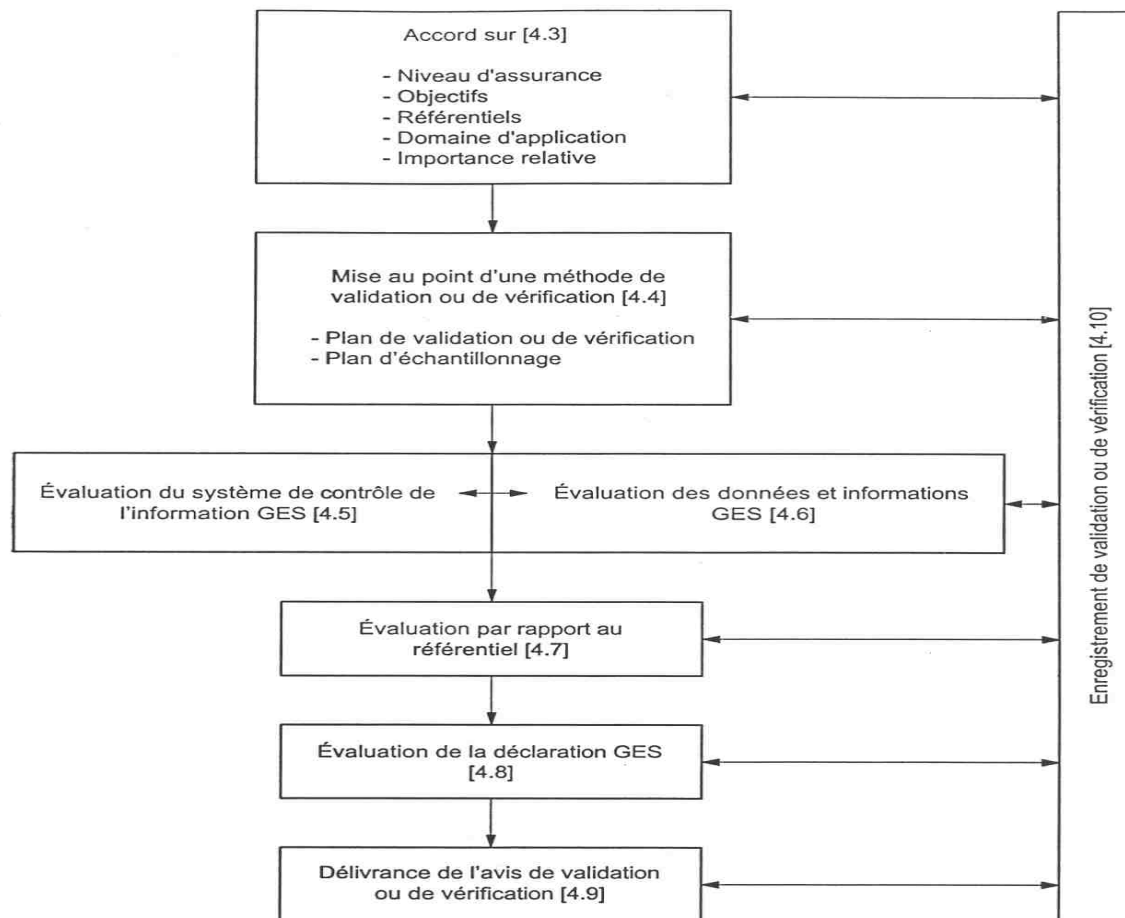 Accord sur [4.3]
- Niveau d'assurance
- Objectifs
- Référentiels
- Domaine d'application
- Importance relative
Mise au point d'une méthode de
validation ou de vérification [4.4]
- Plan de validation ou de vérification
- Plan d'échantillonnage
Évaluation du système de contrôle de
l'information GES [4.5]
Évaluation des données et informations
GES [4.6]
Évaluation par rapport au
référentiel [4.7]
Évaluation de la déclaration GES
[4.8]
Délivrance de l'avis de validation
ou de vérification [4.9]
Enregistrement de validation ou de vérification [4.10]